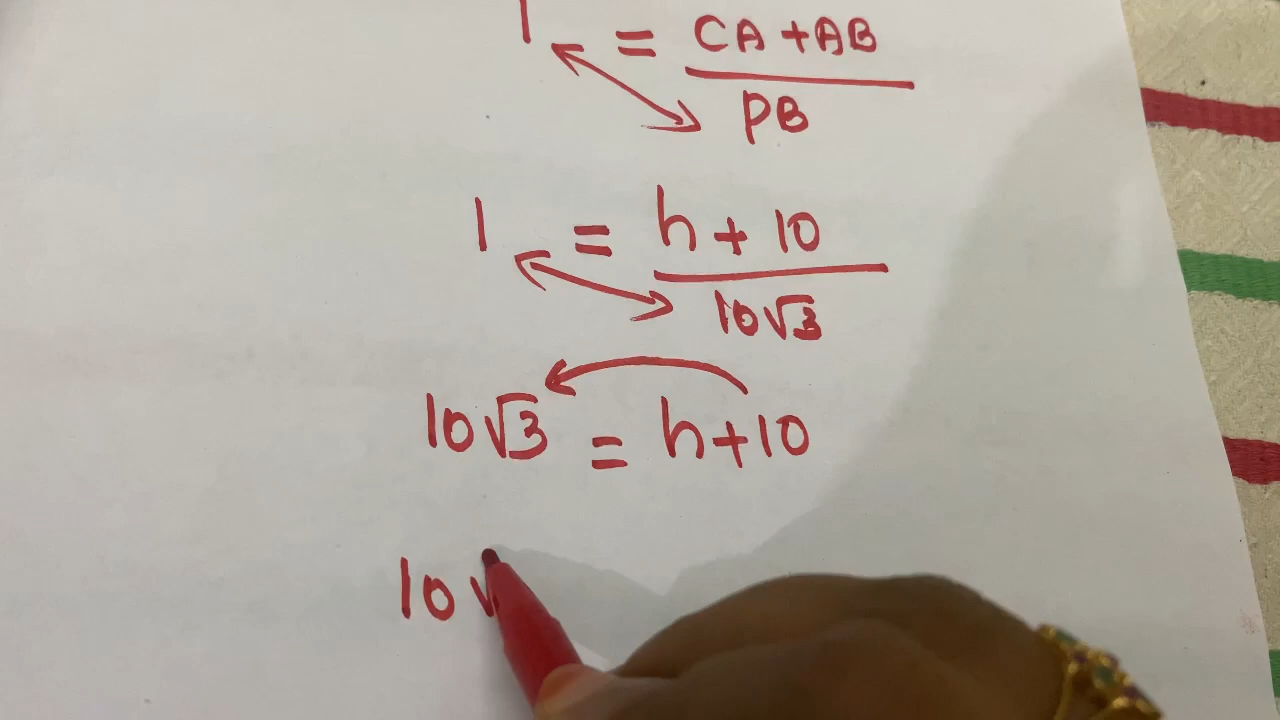 1 = CA + AB
PB
1 = h + 10
10√3
10√3 = h + 10
10√